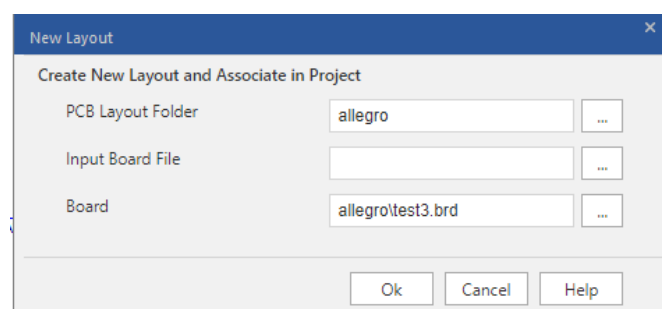 New Layout
×
Create New Layout and Associate in Project
PCB Layout Folder allegro ...
Input Board File ...
Board allegro\test3.brd ...
Ok Cancel Help